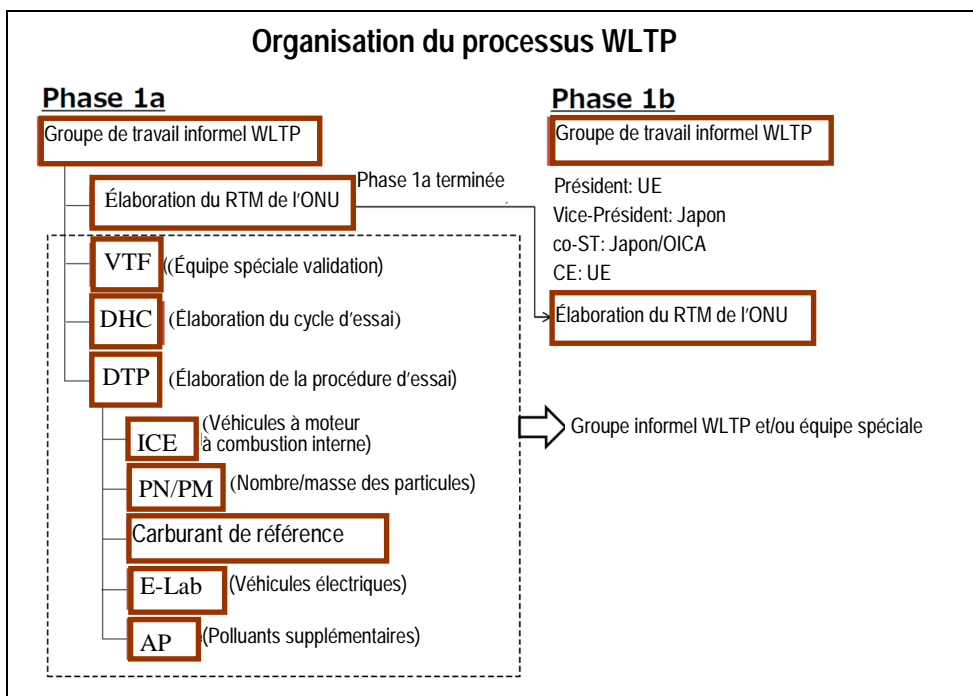 Organisation du processus WLTP
Phase 1a
Groupe de travail informel WLTP
Élaboration du RTM de l'ONU
Phase 1a terminée
VTF
((Équipe spéciale validation)
DHC
(Élaboration du cycle d'essai)
DTP
(Élaboration de la procédure d'essai)
ICE
(Véhicules à moteur
à combustion interne)
PN/PM
(Nombre/masse des particules)
Carburant de référence
E-Lab
(Véhicules électriques)
AP
(Polluants supplémentaires)
Phase 1b
Groupe de travail informel WLTP
Président: UE
Vice-Président: Japon
co-ST: Japon/OICA
CE: UE
Élaboration du RTM de l'ONU
Groupe informel WLTP et/ou équipe spéciale